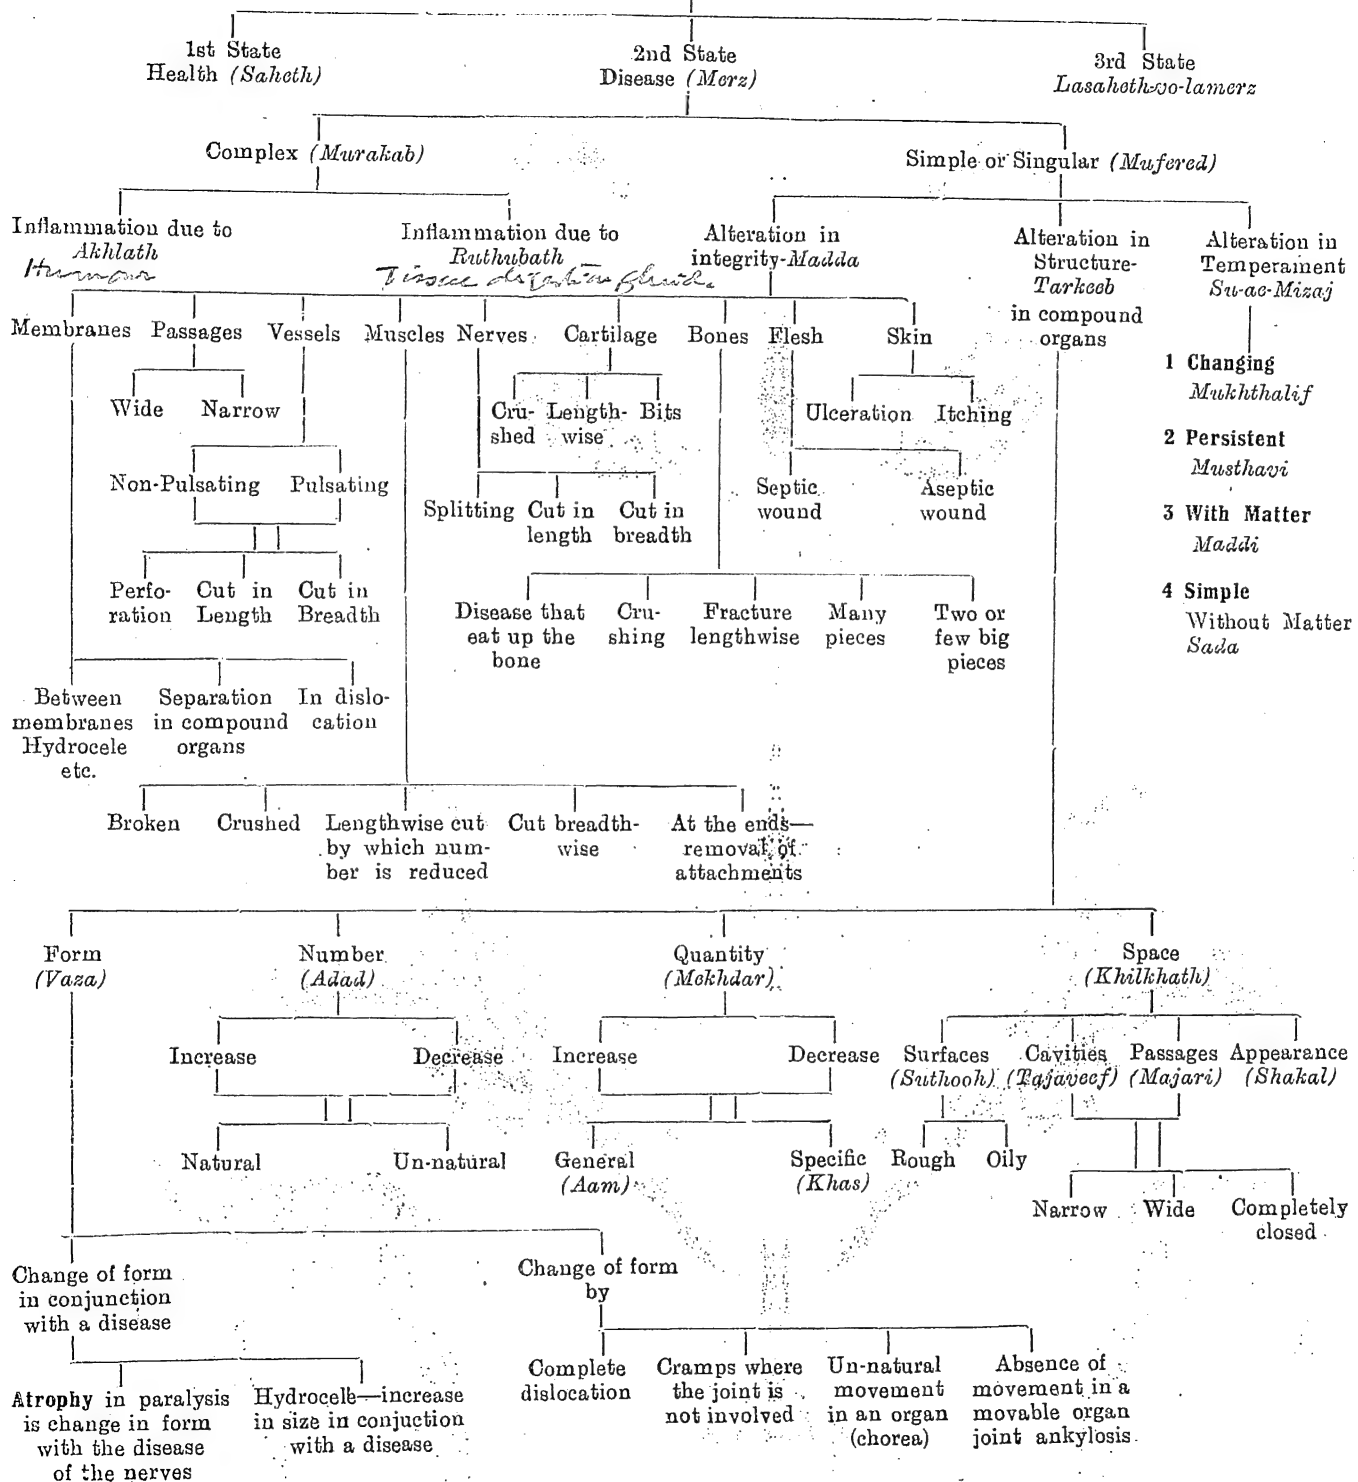 1st State
Health (Saheth)
2nd State
Disease (Merz)
3rd State
Lasaheth-vo-lamerz
Complex (Murakab)
Simple or Singular (Mufered)
Inflammation due to
Akhlath
Humour
Inflammation due to
Ruthubath
Tissue digestion fluid.
Alteration in
integrity-Madda
Alteration in
Structure-
Tarkeeb
in compound
organs
Alteration in
Temperament
Su-ae-Mizaj
1 Changing
Mukhthalif
2 Persistent
Musthavi
3 With Matter
Maddi
4 Simple
Without Matter
Sada
Membranes
Passages
Vessels
Muscles
Nerves
Cartilage
Bones
Flesh
Skin
Wide
Narrow
Cru-
shed
Length-
wise
Bits
Ulceration
Itching
Non-Pulsating
Pulsating
Splitting
Cut in
length
Cut in
breadth
Septic
wound
Aseptic
wound
Perfo-
ration
Cut in
Length
Cut in
Breadth
Disease that
eat up the
bone
Cru-
shing
Fracture
lengthwise
Many
pieces
Two or
few big
pieces
Between
membranes
Hydrocele
etc.
Separation
in compound
organs
In dislo-
cation
Broken
Crushed
Lengthwise cut
by which num-
ber is reduced
Cut breadth-
wise
At the ends—
removal of
attachments
Form
(Vaza)
Number
(Adad)
Quantity
(Mekhdar)
Space
(Khilkhath)
Increase
Decrease
Increase
Decrease
Surfaces
(Suthooh)
Cavities
(Tajaveef)
Passages
(Majari)
Appearance
(Shakal)
Natural
Un-natural
General
(Aam)
Specific
(Khas)
Rough
Oily
Narrow
Wide
Completely
closed
Change of form
in conjunction
with a disease
Change of form
by
Atrophy in paralysis
is change in form
with the disease
of the nerves
Hydrocele—increase
in size in conjuction
with a disease
Complete
dislocation
Cramps where
the joint is
not involved
Un-natural
movement
in an organ
(chorea)
Absence of
movement in a
movable organ
joint ankylosis